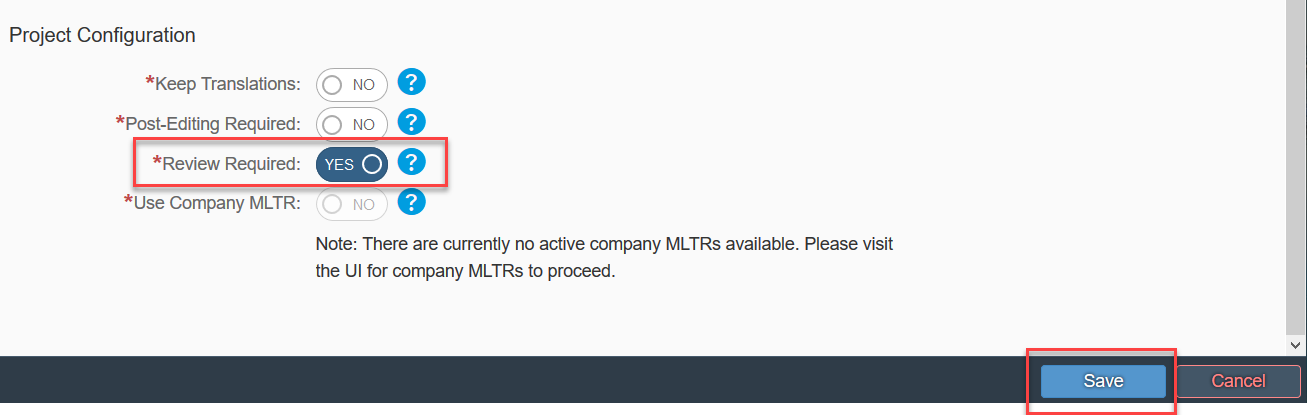 Project Configuration
*Keep Translations: NO ?
*Post-Editing Required: NO ?
*Review Required: YES ?
*Use Company MLTR: NO ?
Note: There are currently no active company MLTRs available. Please visit
the UI for company MLTRs to proceed.
Save Cancel